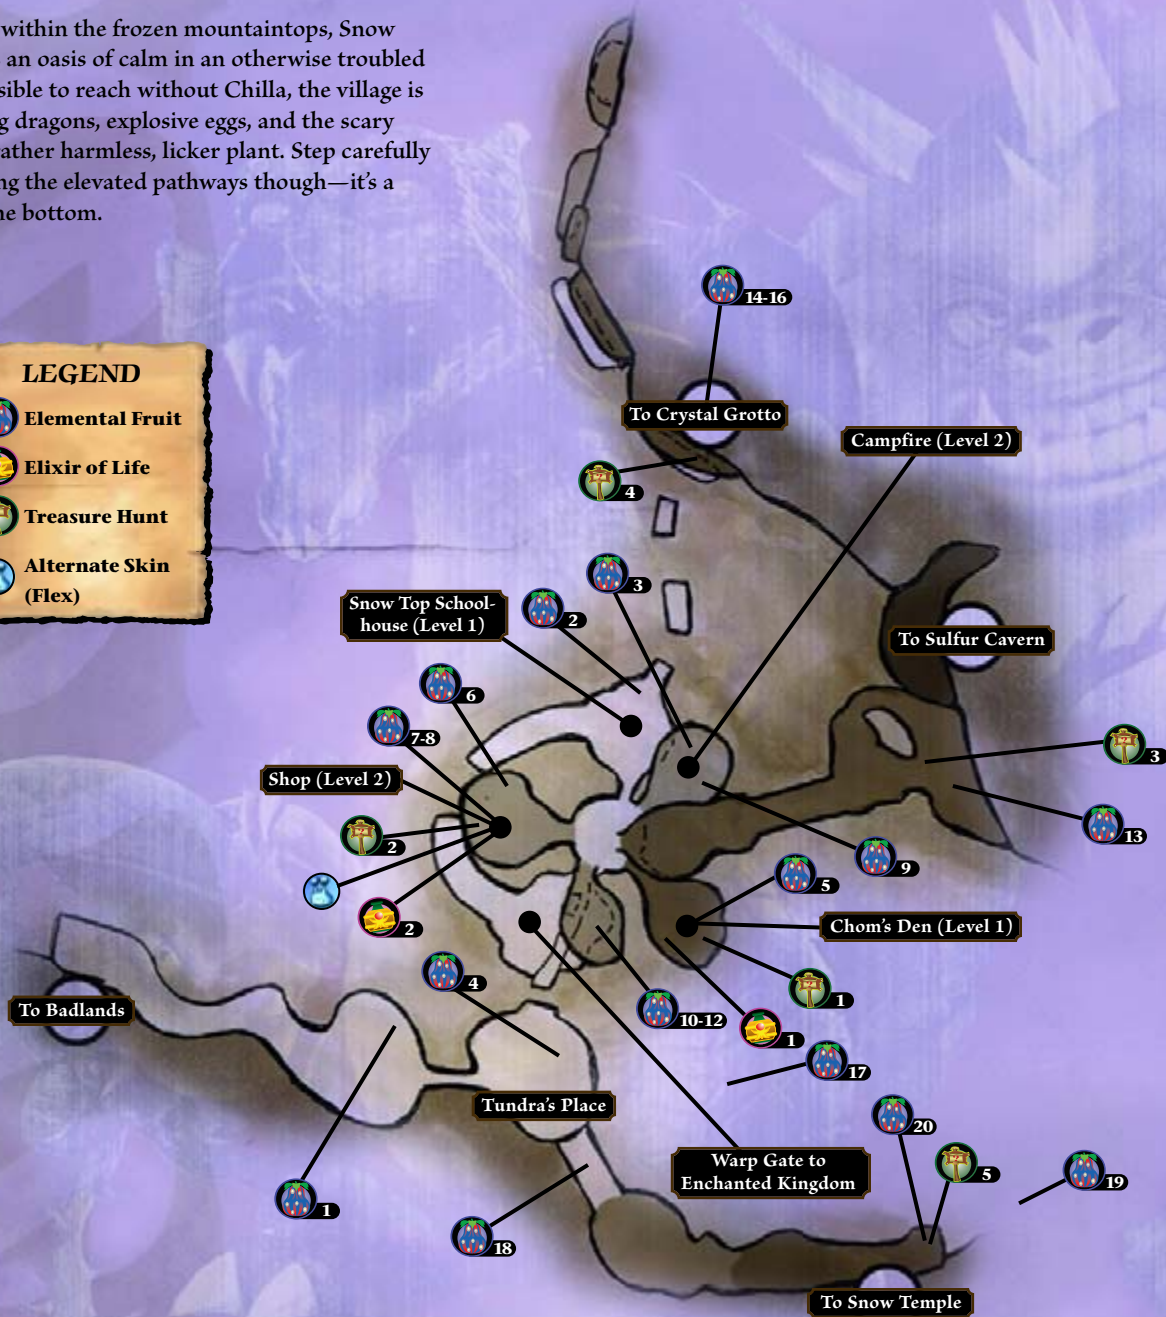 within the frozen mountaintops, Snow
an oasis of calm in an otherwise troubled
sible to reach without Chilla, the village is
g dragons, explosive eggs, and the scary
ather harmless, licker plant. Step carefully
ng the elevated pathways though—it's a
he bottom.
14-16
To Crystal Grotto
Campfire (Level 2)
4
LEGEND
Elemental Fruit
Elixir of Life
Treasure Hunt
Alternate Skin
(Flex)
3
2
Snow Top School-
house (Level 1)
To Sulfur Cavern
6
7-8
3
Shop (Level 2)
13
2
9
5
2
Chom's Den (Level 1)
4
1
To Badlands
10-12
1
17
Tundra's Place
20
Warp Gate to
Enchanted Kingdom
5
19
1
18
To Snow Temple